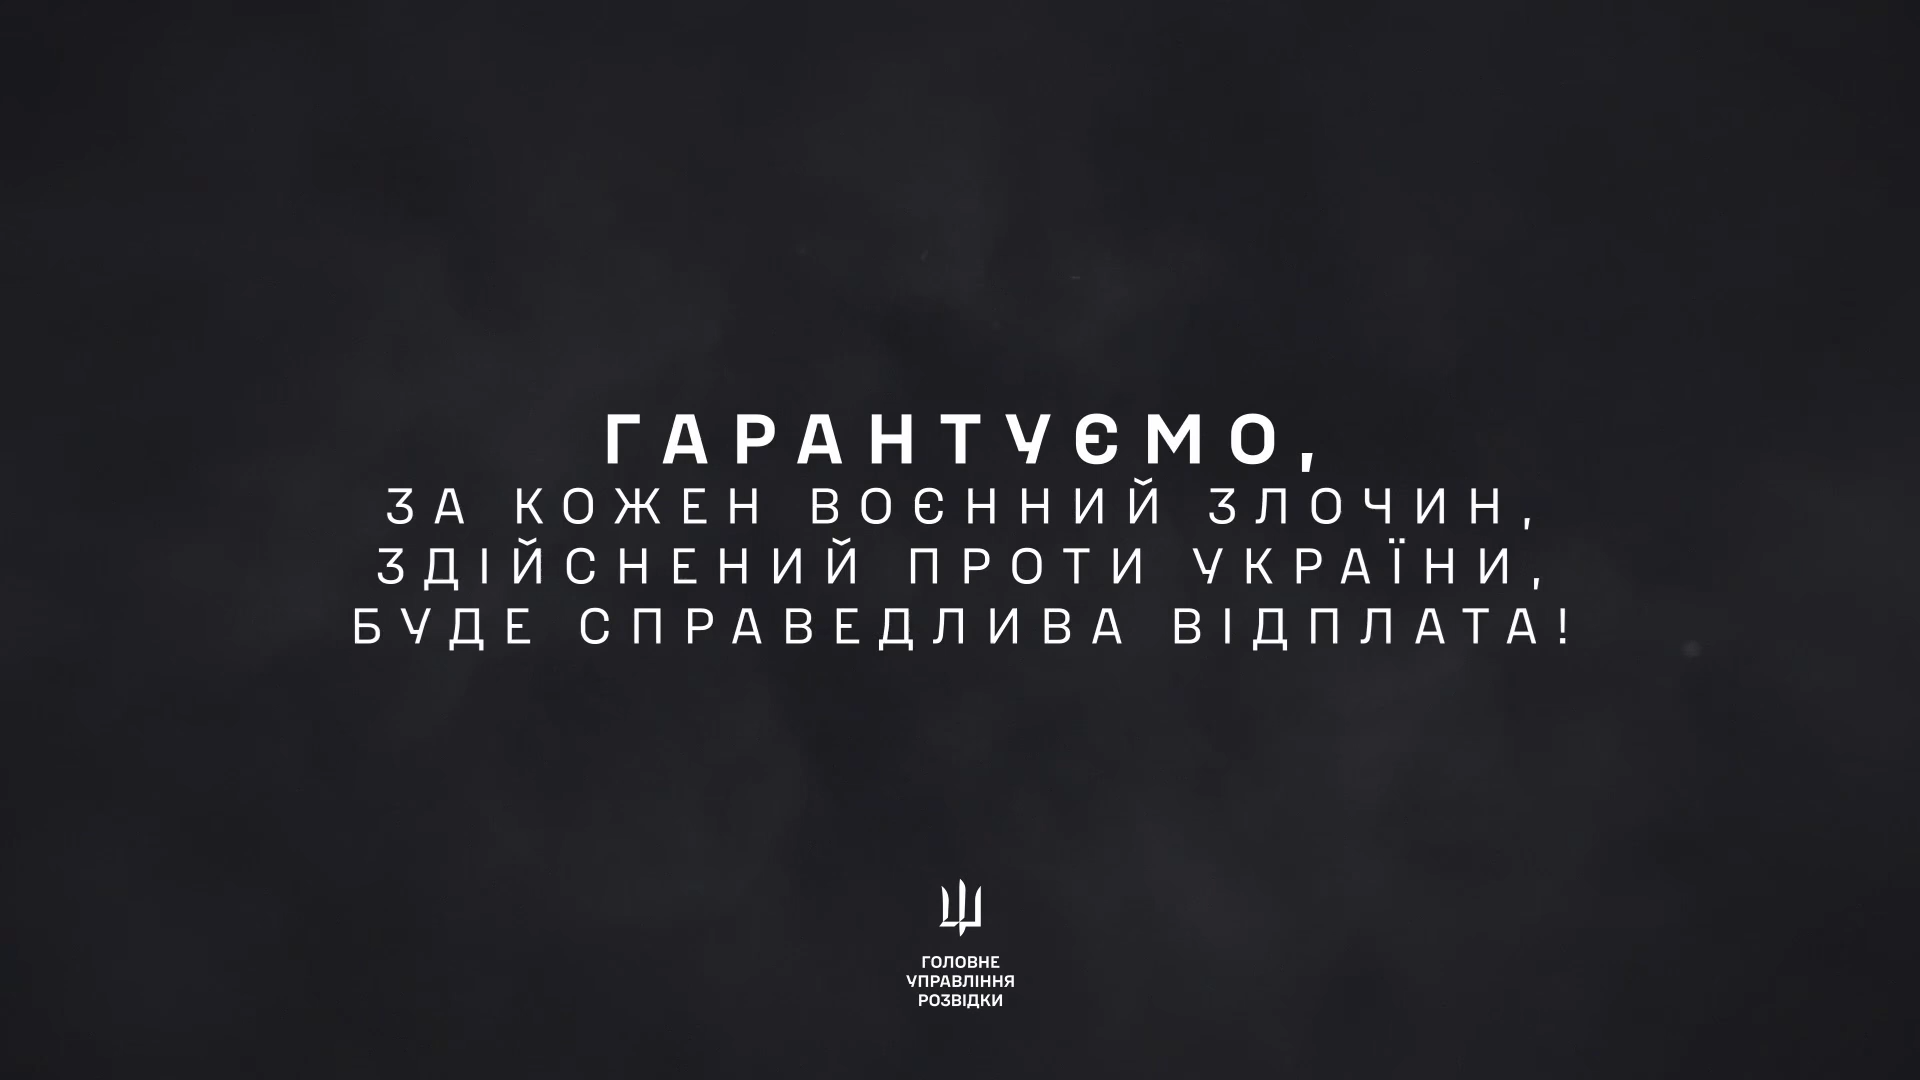 ГАРАНТУЄМО,
ЗА КОЖЕН ВОЄННИЙ ЗЛОЧИН,
ЗДІЙСНЕНИЙ ПРОТИ УКРАЇНИ,
БУДЕ СПРАВЕДЛИВА ВІДПЛАТА!
ГОЛОВНЕ
УПРАВЛІННЯ
РОЗВІДКИ